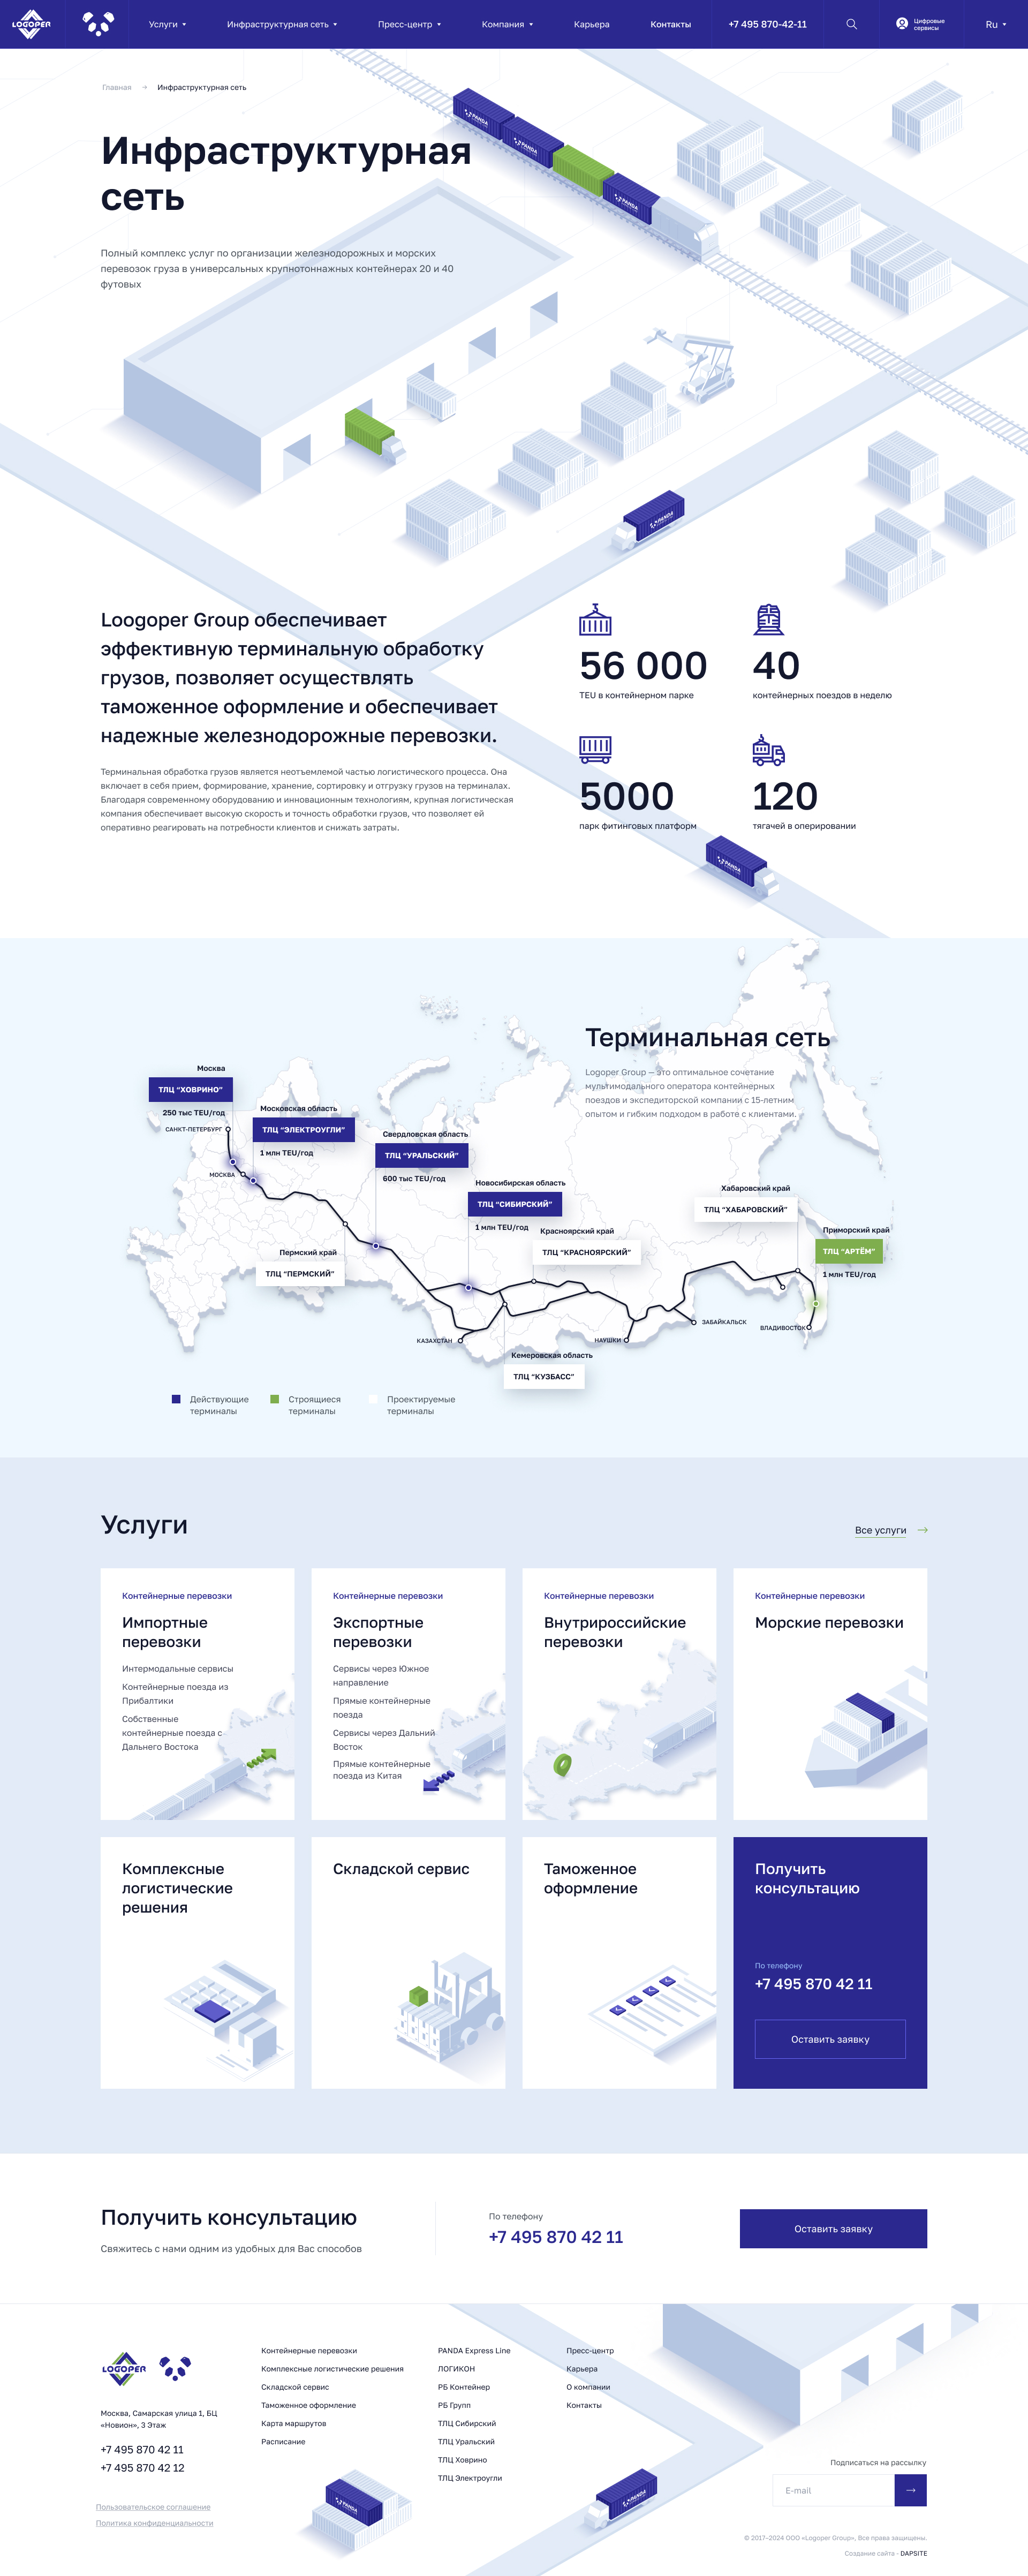 LOGOPER
Услуги
Инфраструктурная сеть
Пресс-центр
Компания
Карьера
Контакты
+7 495 870-42-11
Цифровые
сервисы
Ru
Главная → Инфраструктурная сеть
Инфраструктурная
сеть
Полный комплекс услуг по организации железнодорожных и морских
перевозок груза в универсальных крупнотоннажных контейнерах 20 и 40
футовых
PANDA
PANDA
PANDA
PANDA
Loogoper Group обеспечивает
эффективную терминальную обработку
грузов, позволяет осуществлять
таможенное оформление и обеспечивает
надежные железнодорожные перевозки.
Терминальная обработка грузов является неотъемлемой частью логистического процесса. Она
включает в себя прием, формирование, хранение, сортировку и отгрузку грузов на терминалах.
Благодаря современному оборудованию и инновационным технологиям, крупная логистическая
компания обеспечивает высокую скорость и точность обработки грузов, что позволяет ей
оперативно реагировать на потребности клиентов и снижать затраты.
56 000
TEU в контейнерном парке
40
контейнерных поездов в неделю
5000
парк фитинговых платформ
120
тягачей в оперировании
PANDA
Терминальная сеть
Logoper Group — это оптимальное сочетание
мультимодального оператора контейнерных
поездов и экспедиторской компании с 15-летним
опытом и гибким подходом в работе с клиентами.
Москва
ТЛЦ “ХОВРИНО”
250 тыс TEU/год
САНКТ-ПЕТЕРБУРГ
МОСКВА
Московская область
ТЛЦ “ЭЛЕКТРОУГЛИ”
1 млн TEU/год
Свердловская область
ТЛЦ “УРАЛЬСКИЙ”
600 тыс TEU/год
Новосибирская область
ТЛЦ “СИБИРСКИЙ”
1 млн TEU/год
Красноярский край
ТЛЦ “КРАСНОЯРСКИЙ”
Хабаровский край
ТЛЦ “ХАБАРОВСКИЙ”
Приморский край
ТЛЦ “АРТЁМ”
1 млн TEU/год
Пермский край
ТЛЦ “ПЕРМСКИЙ”
КАЗАХСТАН
НАУШКИ
ЗАБАЙКАЛЬСК
ВЛАДИВОСТОК
Кемеровская область
ТЛЦ “КУЗБАСС”
Действующие
терминалы
Строящиеся
терминалы
Проектируемые
терминалы
Услуги
Все услуги →
Контейнерные перевозки
Импортные
перевозки
Интермодальные сервисы
Контейнерные поезда из
Прибалтики
Собственные
контейнерные поезда с
Дальнего Востока
Контейнерные перевозки
Экспортные
перевозки
Сервисы через Южное
направление
Прямые контейнерные
поезда
Сервисы через Дальний
Восток
Прямые контейнерные
поезда из Китая
Контейнерные перевозки
Внутрироссийские
перевозки
Контейнерные перевозки
Морские перевозки
Комплексные
логистические
решения
Складской сервис
Таможенное
оформление
Получить
консультацию
По телефону
+7 495 870 42 11
Оставить заявку
Получить консультацию
Свяжитесь с нами одним из удобных для Вас способов
По телефону
+7 495 870 42 11
Оставить заявку
LOGOPER
Москва, Самарская улица 1, БЦ
«Новион», 3 Этаж
+7 495 870 42 11
+7 495 870 42 12
Пользовательское соглашение
Политика конфиденциальности
Контейнерные перевозки
Комплексные логистические решения
Складской сервис
Таможенное оформление
Карта маршрутов
Расписание
PANDA Express Line
ЛОГИКОН
РБ Контейнер
РБ Групп
ТЛЦ Сибирский
ТЛЦ Уральский
ТЛЦ Ховрино
ТЛЦ Электроугли
Пресс-центр
Карьера
О компании
Контакты
PANDA
PANDA
Подписаться на рассылку
E-mail
© 2017–2024 ООО «Logoper Group», Все права защищены.
Создание сайта - DAPSITE